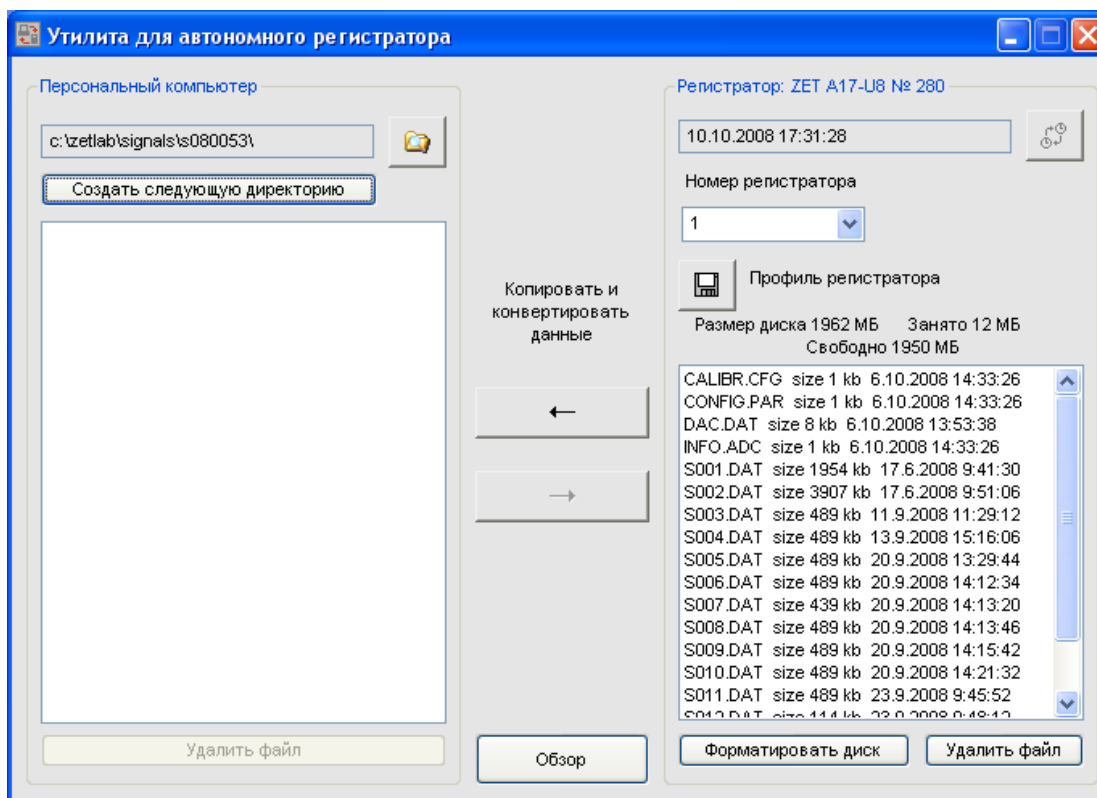 Утилита для автономного регистратора
Персональный компьютер
c:\zetlab\signals\s080053\
Создать следующую директорию
Удалить файл
Копировать и
конвертировать
данные
←
→
Обзор
Регистратор: ZET A17-U8 № 280
10.10.2008 17:31:28
Номер регистратора
1
Профиль регистратора
Размер диска 1962 МБ Занято 12 МБ
Свободно 1950 МБ
CALIBR.CFG size 1 kb 6.10.2008 14:33:26
CONFIG.PAR size 1 kb 6.10.2008 14:33:26
DAC.DAT size 8 kb 6.10.2008 13:53:38
INFO.ADC size 1 kb 6.10.2008 14:33:26
S001.DAT size 1954 kb 17.6.2008 9:41:30
S002.DAT size 3907 kb 17.6.2008 9:51:06
S003.DAT size 489 kb 11.9.2008 11:29:12
S004.DAT size 489 kb 13.9.2008 15:16:06
S005.DAT size 489 kb 20.9.2008 13:29:44
S006.DAT size 489 kb 20.9.2008 14:12:34
S007.DAT size 439 kb 20.9.2008 14:13:20
S008.DAT size 489 kb 20.9.2008 14:13:46
S009.DAT size 489 kb 20.9.2008 14:15:42
S010.DAT size 489 kb 20.9.2008 14:21:32
S011.DAT size 489 kb 23.9.2008 9:45:52
S012.DAT size 114 kb 23.9.2008 9:48:12
Форматировать диск
Удалить файл